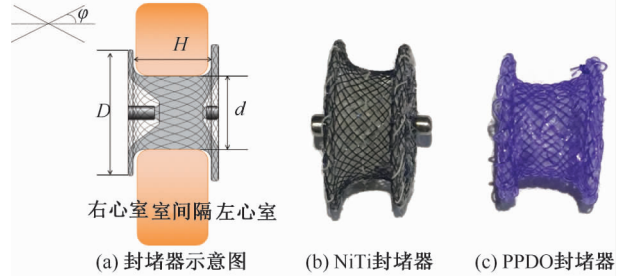 φ
H
D
d
右心室 室间隔 左心室
(a) 封堵器示意图
(b) NiTi封堵器
(c) PPDO封堵器